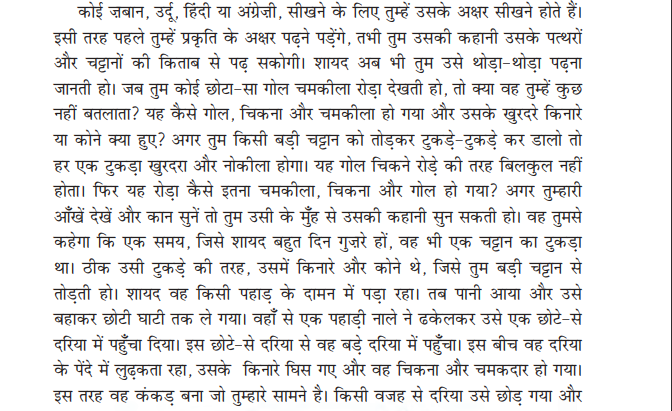 कोई ज़बान, उर्दू, हिंदी या अंग्रेज़ी, सीखने के लिए तुम्हें उसके अक्षर सीखने होते हैं।
इसी तरह पहले तुम्हें प्रकृति के अक्षर पढ़ने पड़ेंगे, तभी तुम उसकी कहानी उसके पत्थरों
और चट्टानों की किताब से पढ़ सकोगी। शायद अब भी तुम उसे थोड़ा-थोड़ा पढ़ना
जानती हो। जब तुम कोई छोटा-सा गोल चमकीला रोड़ा देखती हो, तो क्या वह तुम्हें कुछ
नहीं बतलाता? यह कैसे गोल, चिकना और चमकीला हो गया और उसके खुरदरे किनारे
या कोने क्या हुए? अगर तुम किसी बड़ी चट्टान को तोड़कर टुकड़े-टुकड़े कर डालो तो
हर एक टुकड़ा खुरदरा और नोकीला होगा। यह गोल चिकने रोड़े की तरह बिलकुल नहीं
होता। फिर यह रोड़ा कैसे इतना चमकीला, चिकना और गोल हो गया? अगर तुम्हारी
आँखें देखें और कान सुनें तो तुम उसी के मुँह से उसकी कहानी सुन सकती हो। वह तुमसे
कहेगा कि एक समय, जिसे शायद बहुत दिन गुज़रे हों, वह भी एक चट्टान का टुकड़ा
था। ठीक उसी टुकड़े की तरह, उसमें किनारे और कोने थे, जिसे तुम बड़ी चट्टान से
तोड़ती हो। शायद वह किसी पहाड़ के दामन में पड़ा रहा। तब पानी आया और उसे
बहाकर छोटी घाटी तक ले गया। वहाँ से एक पहाड़ी नाले ने ढकेलकर उसे एक छोटे-से
दरिया में पहुँचा दिया। इस छोटे-से दरिया से वह बड़े दरिया में पहुँचा। इस बीच वह दरिया
के पेंदे में लुढ़कता रहा, उसके किनारे घिस गए और वह चिकना और चमकदार हो गया।
इस तरह वह कंकड़ बना जो तुम्हारे सामने है। किसी वजह से दरिया उसे छोड़ गया और